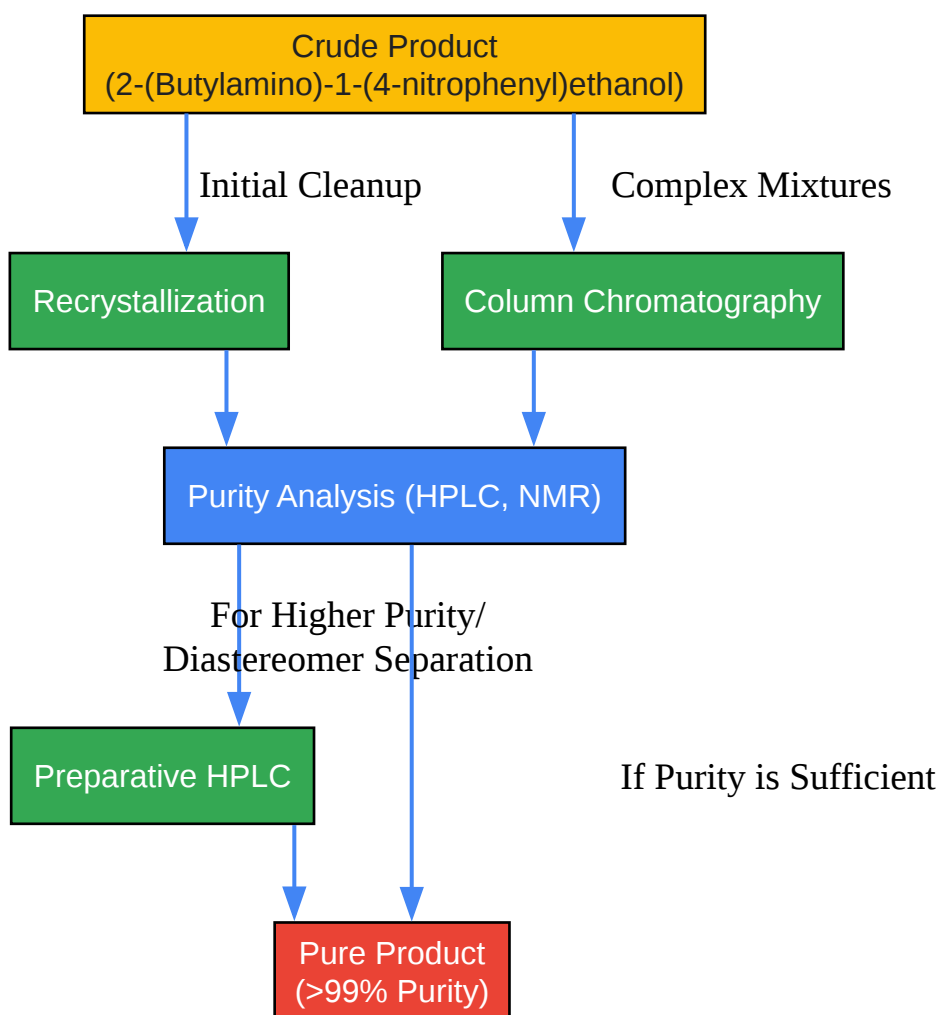 Crude Product
(2-(Butylamino)-1-(4-nitrophenyl)ethanol)
Initial Cleanup
Complex Mixtures
Recrystallization
Column Chromatography
Purity Analysis (HPLC, NMR)
For Higher Purity/
Diastereomer Separation
Preparative HPLC
If Purity is Sufficient
Pure Product
(>99% Purity)